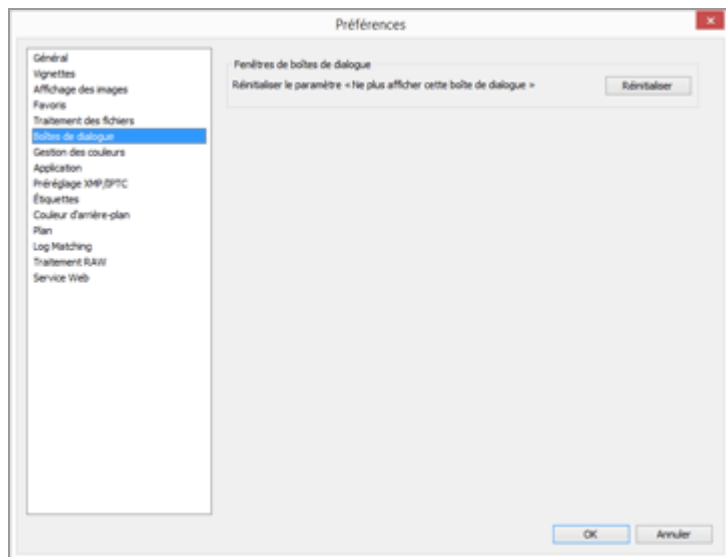 Préférences
Général
Vignettes
Affichage des images
Favoris
Traitement des fichiers
Boîtes de dialogue
Gestion des couleurs
Application
Préréglage XMP/IPTC
Étiquettes
Couleur d'arrière-plan
Plan
Log Matching
Traitement RAW
Service Web
Fenêtres de boîtes de dialogue
Réinitialiser le paramètre « Ne plus afficher cette boîte de dialogue »
Réinitialiser
OK
Annuler